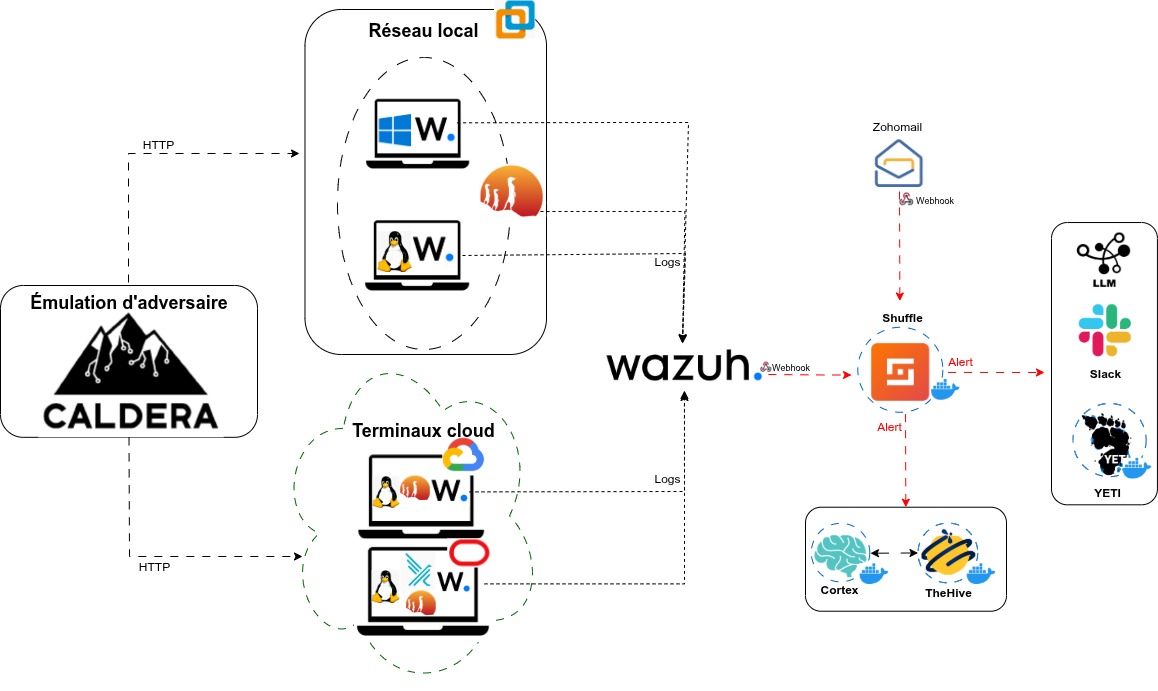 Réseau local
W.
HTTP
W.
Logs
Émulation d'adversaire
CALDERA
HTTP
Terminaux cloud
W.
W.
Logs
wazuh.
Webhook
Zohomail
Webhook
Shuffle
Alert
Alert
LLM
Slack
YETI
YETI
Cortex
TheHive